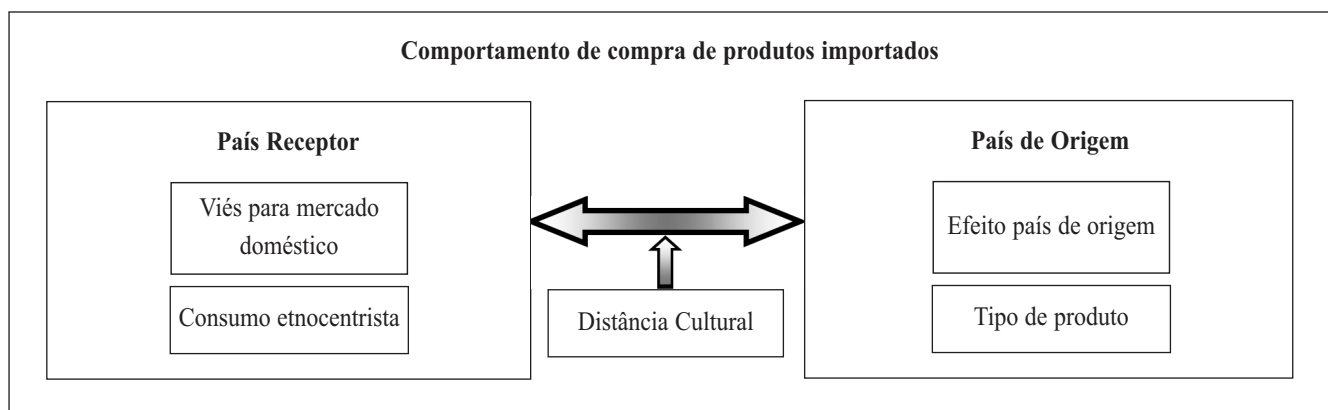 Comportamento de compra de produtos importados
País Receptor
Viés para mercado
doméstico
Consumo etnocentrista
Distância Cultural
País de Origem
Efeito país de origem
Tipo de produto